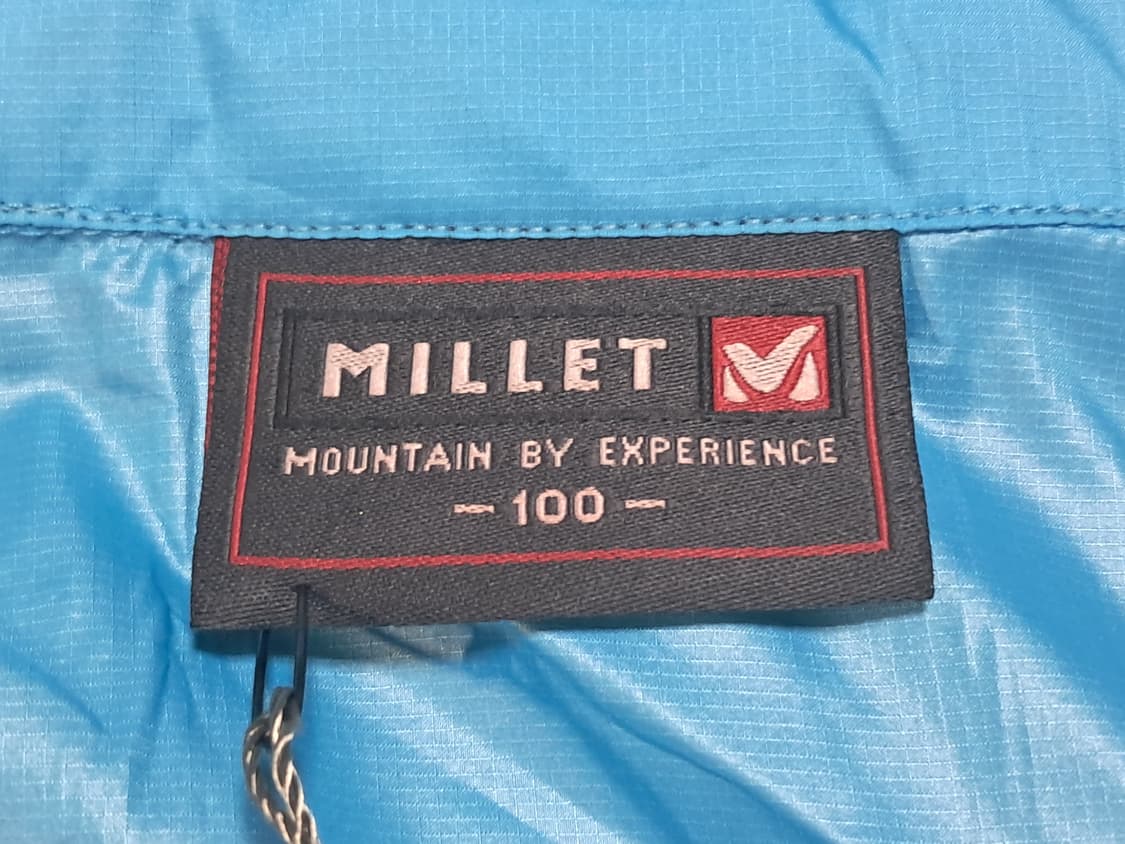 MILLET
MOUNTAIN BY EXPERIENCE
- 100 -